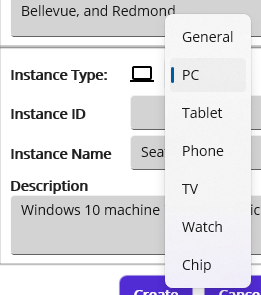 Bellevue, and Redmond
General
Instance Type:
PC
Instance ID
Tablet
Instance Name
Phone
Description
TV
Windows 10 machine
Watch
Chip